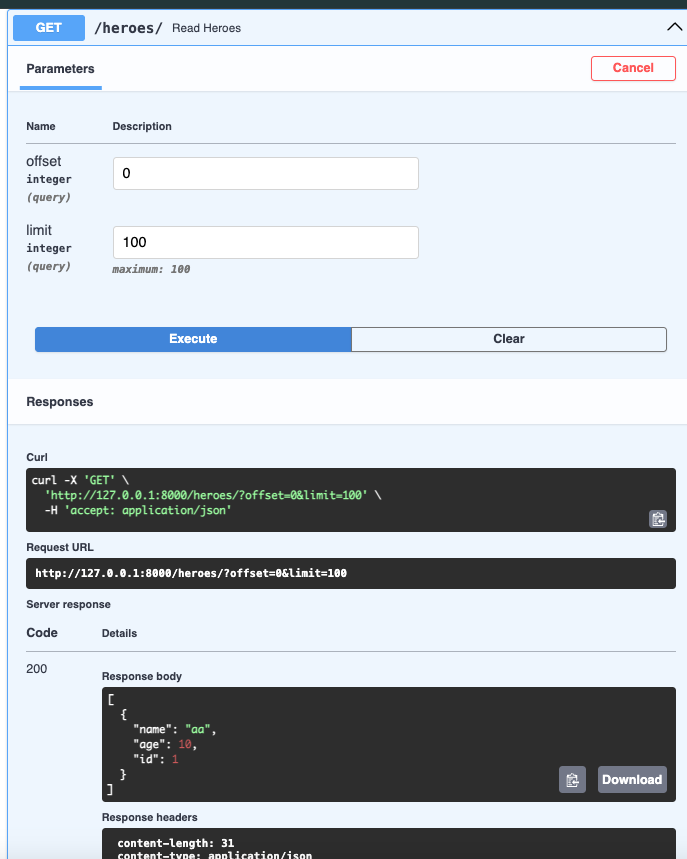 GET /heroes/ Read Heroes
Parameters Cancel
Name Description
offset
integer
(query)
0
limit
integer
(query)
100
maximum: 100
Execute Clear
Responses
Curl
curl -X 'GET' \
  'http://127.0.0.1:8000/heroes/?offset=0&limit=100' \
  -H 'accept: application/json'
Request URL
http://127.0.0.1:8000/heroes/?offset=0&limit=100
Server response
Code Details
200
Response body
[
  {
    "name": "aa",
    "age": 10,
    "id": 1
  }
]
Download
Response headers
content-length: 31
content-type: application/json